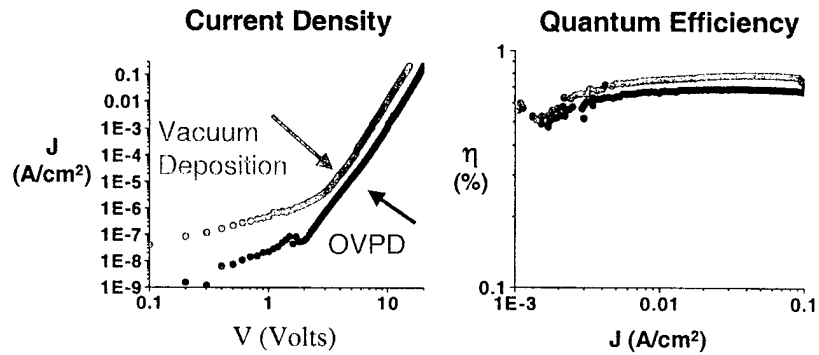 Current Density
0.1
0.01
1E-3
1E-4
1E-5
1E-6
1E-7
1E-8
1E-9
J
(A/cm²)
Vacuum
Deposition
OVPD
0.1
1
10
V (Volts)
Quantum Efficiency
1
η
(%)
0.1
1E-3
0.01
0.1
J (A/cm²)